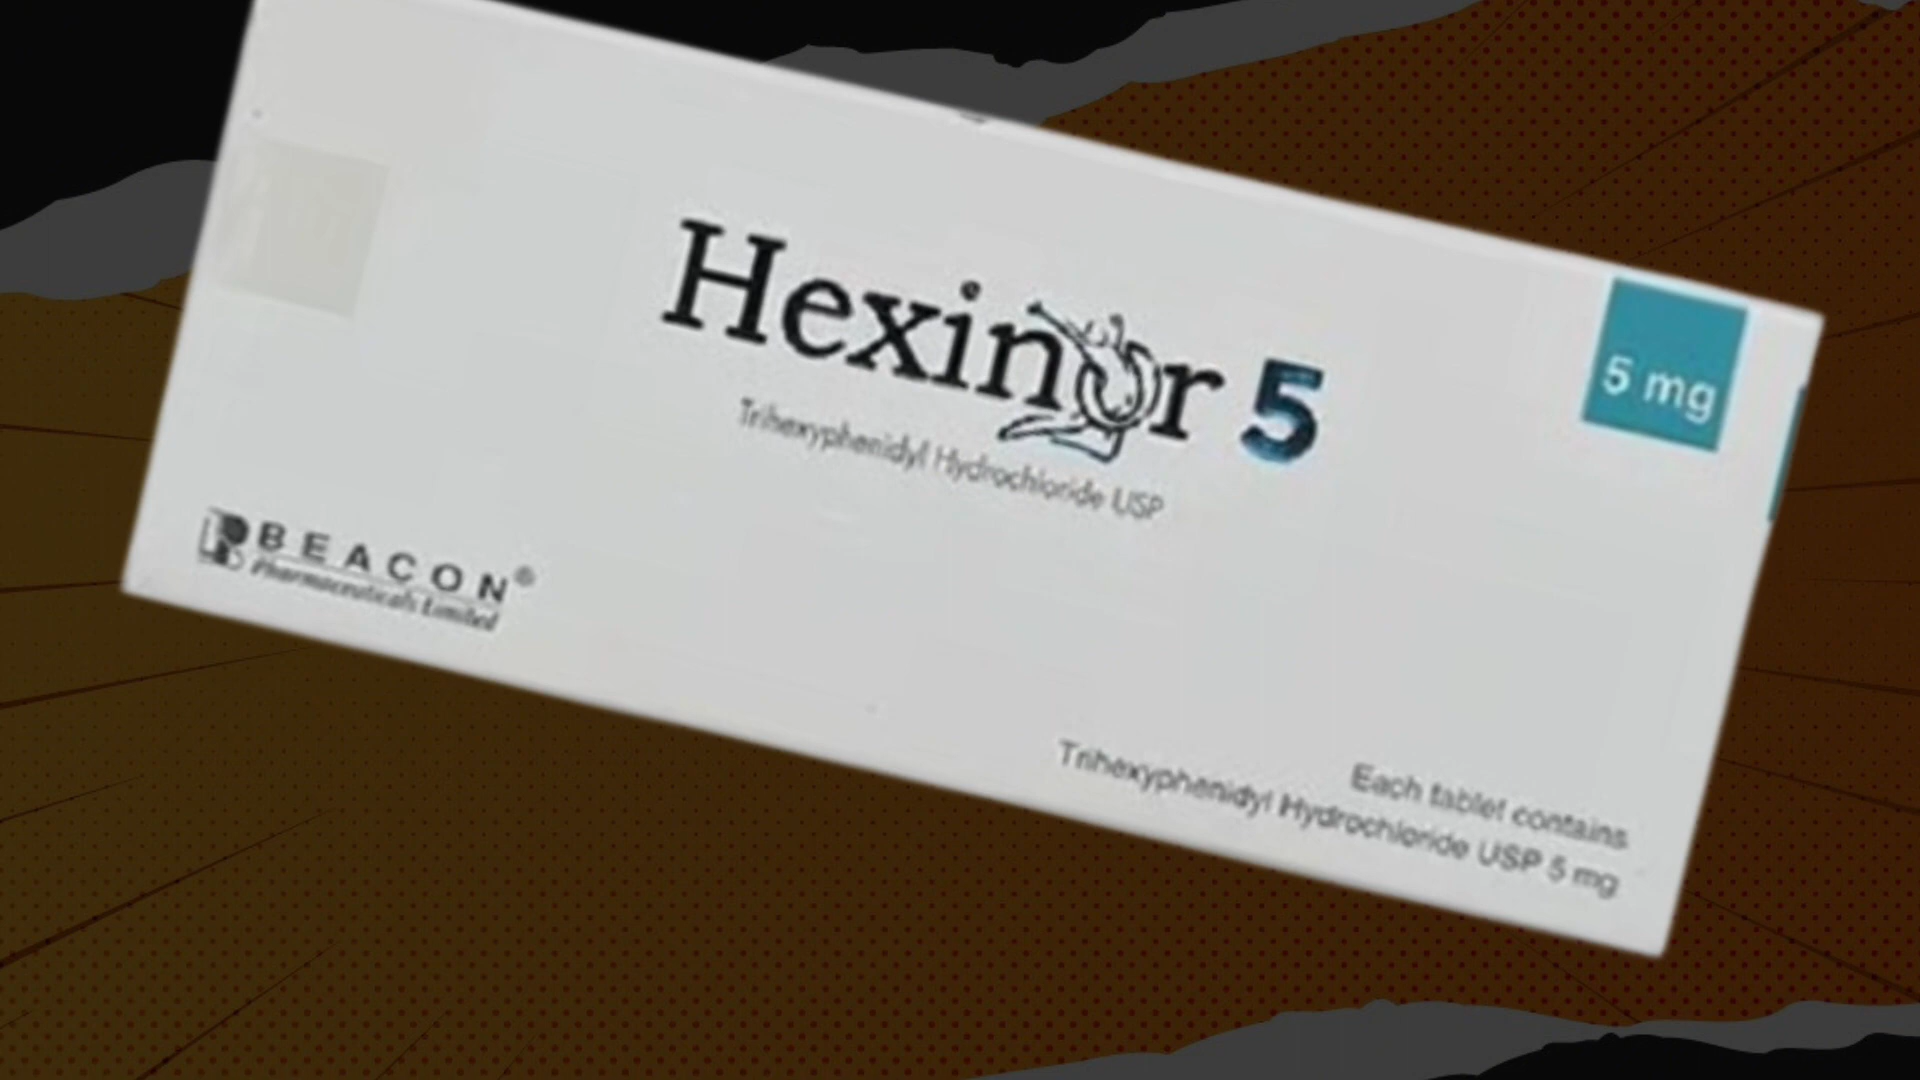 Hexinor 5
Trihexyphenidyl Hydrochloride USP
5 mg
BEACON®
Pharmaceuticals Limited
Each tablet contains
Trihexyphenidyl Hydrochloride USP 5 mg